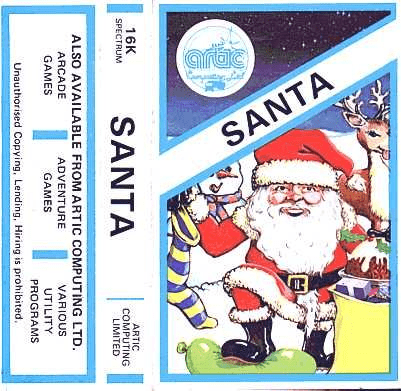 ALSO AVAILABLE FROM ARTIC COMPUTING LTD.
ARCADE
GAMES
ADVENTURE
GAMES
VARIOUS
UTILITY
PROGRAMS
Unauthorised Copying, Lending, Hiring is prohibited.
16K
SPECTRUM
SANTA
ARTIC
COMPUTING
LIMITED
artic
Computing Ltd
SANTA